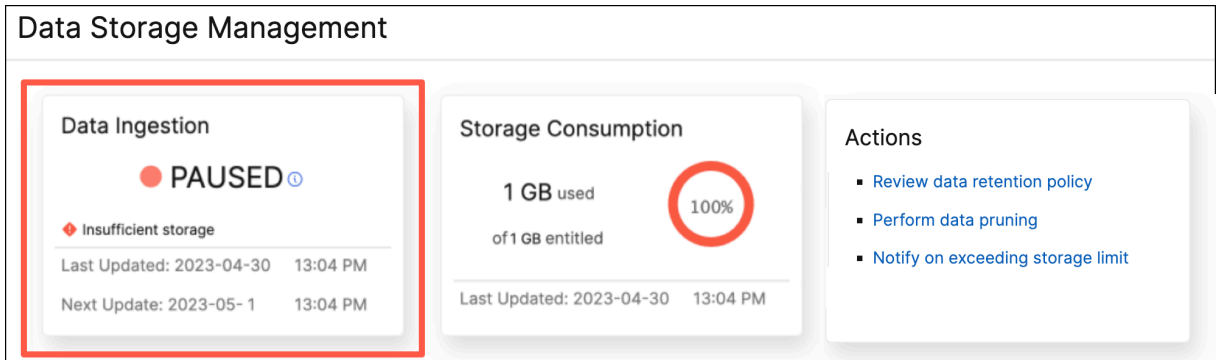 Data Storage Management
Data Ingestion
PAUSED
Insufficient storage
Last Updated: 2023-04-30 13:04 PM
Next Update: 2023-05- 1 13:04 PM
Storage Consumption
1 GB used
of 1 GB entitled
100%
Last Updated: 2023-04-30 13:04 PM
Actions
Review data retention policy
Perform data pruning
Notify on exceeding storage limit